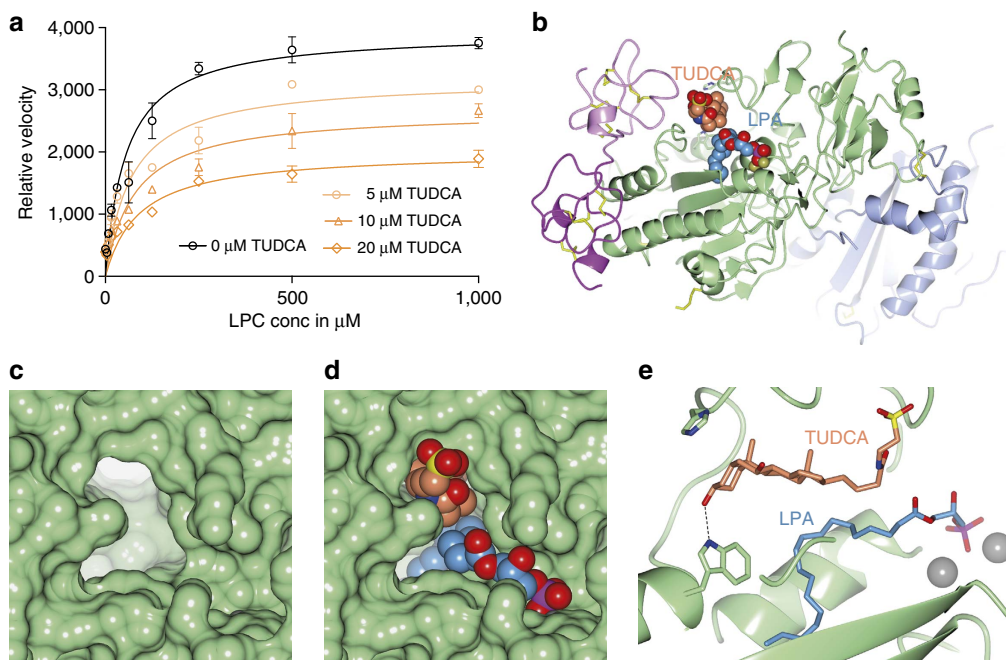 a
4,000
3,000
2,000
1,000
0
Relative velocity
5 μM TUDCA
10 μM TUDCA
0 μM TUDCA
20 μM TUDCA
0
500
1,000
LPC conc in μM
b
TUDCA
LPA
c
d
e
TUDCA
LPA